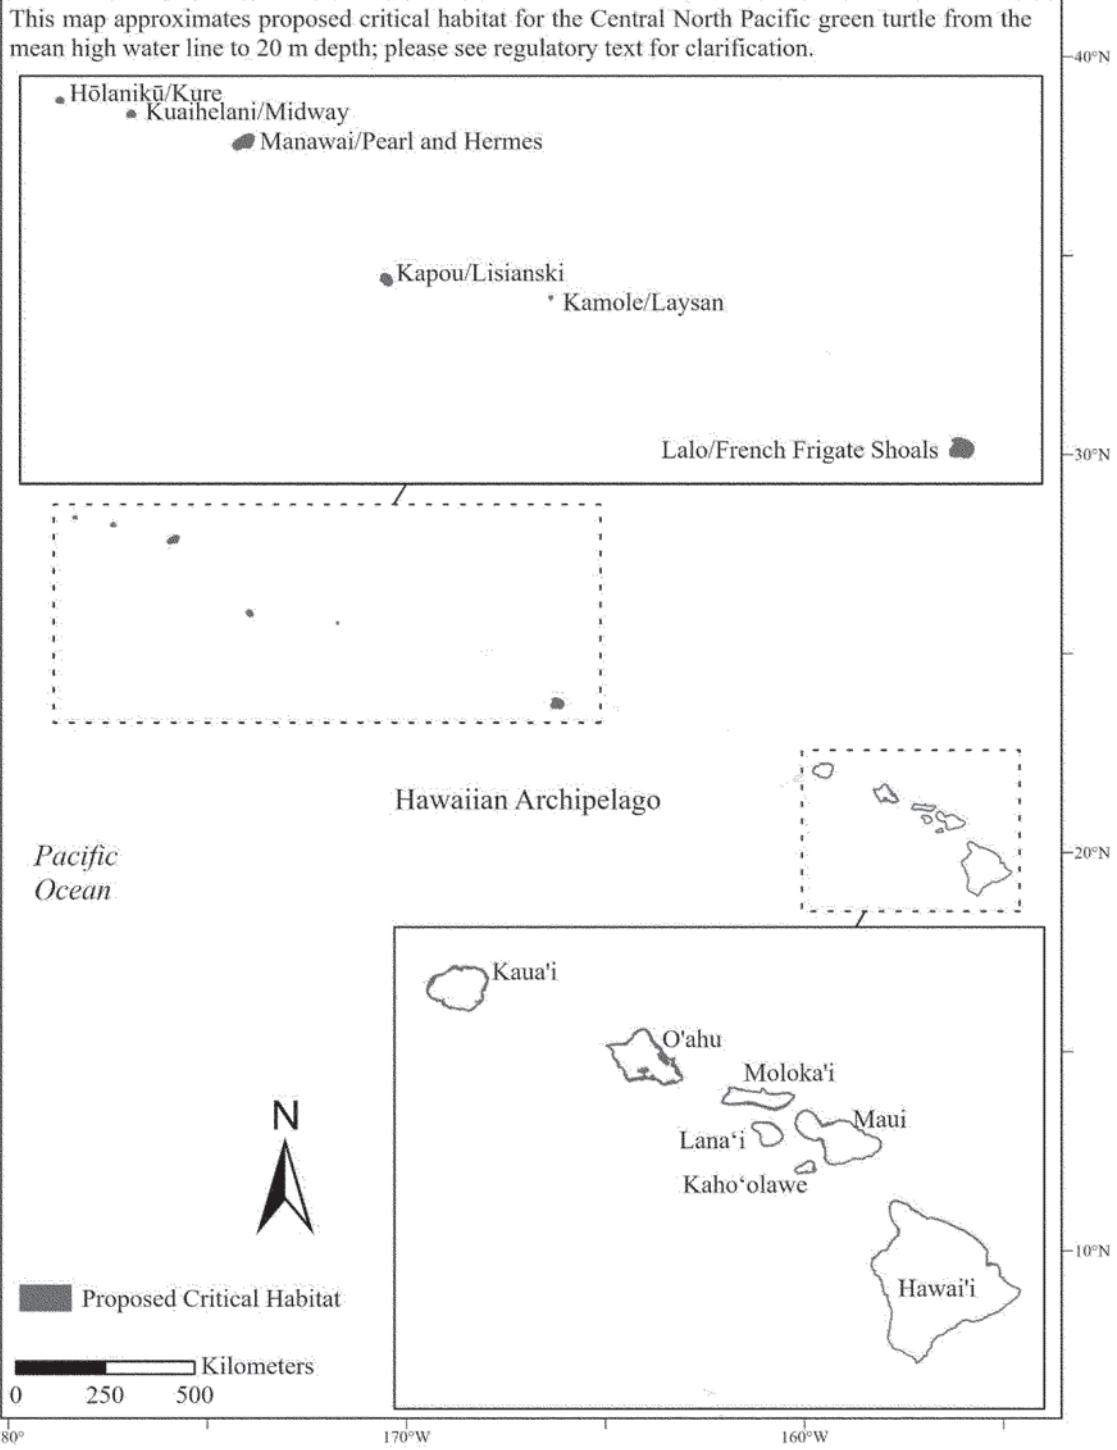 This map approximates proposed critical habitat for the Central North Pacific green turtle from the
mean high water line to 20 m depth; please see regulatory text for clarification.
40°N
Hōlanikū/Kure
Kuaihelani/Midway
Manawai/Pearl and Hermes
Kapou/Lisianski
Kamole/Laysan
Lalo/French Frigate Shoals
30°N
Hawaiian Archipelago
Pacific
Ocean
20°N
Kaua'i
O'ahu
Moloka'i
Maui
Lana‘i
Kaho‘olawe
Hawai'i
N
10°N
Proposed Critical Habitat
Kilometers
0 250 500
80° 170°W 160°W